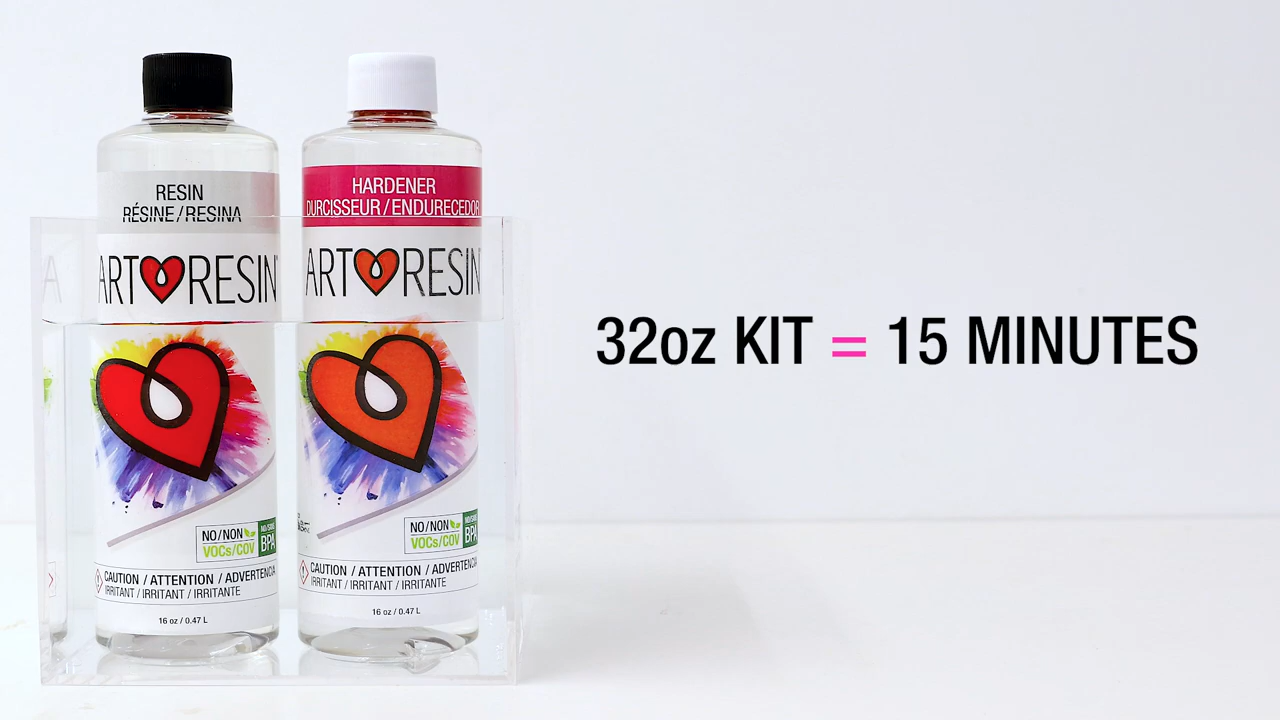 RESIN
RÉSINE / RESINA
ART RESIN
NO/NON
VOCs/COV
BPA
CAUTION / ATTENTION / ADVERTENCIA
IRRITANT / IRRITANT / IRRITANTE
16 oz / 0.47 L
HARDENER
DURCISSEUR / ENDURECEDOR
ART RESIN
NO/NON
VOCs/COV
BPA
CAUTION / ATTENTION / ADVERTENCIA
IRRITANT / IRRITANT / IRRITANTE
16 oz / 0.47 L
32oz KIT = 15 MINUTES